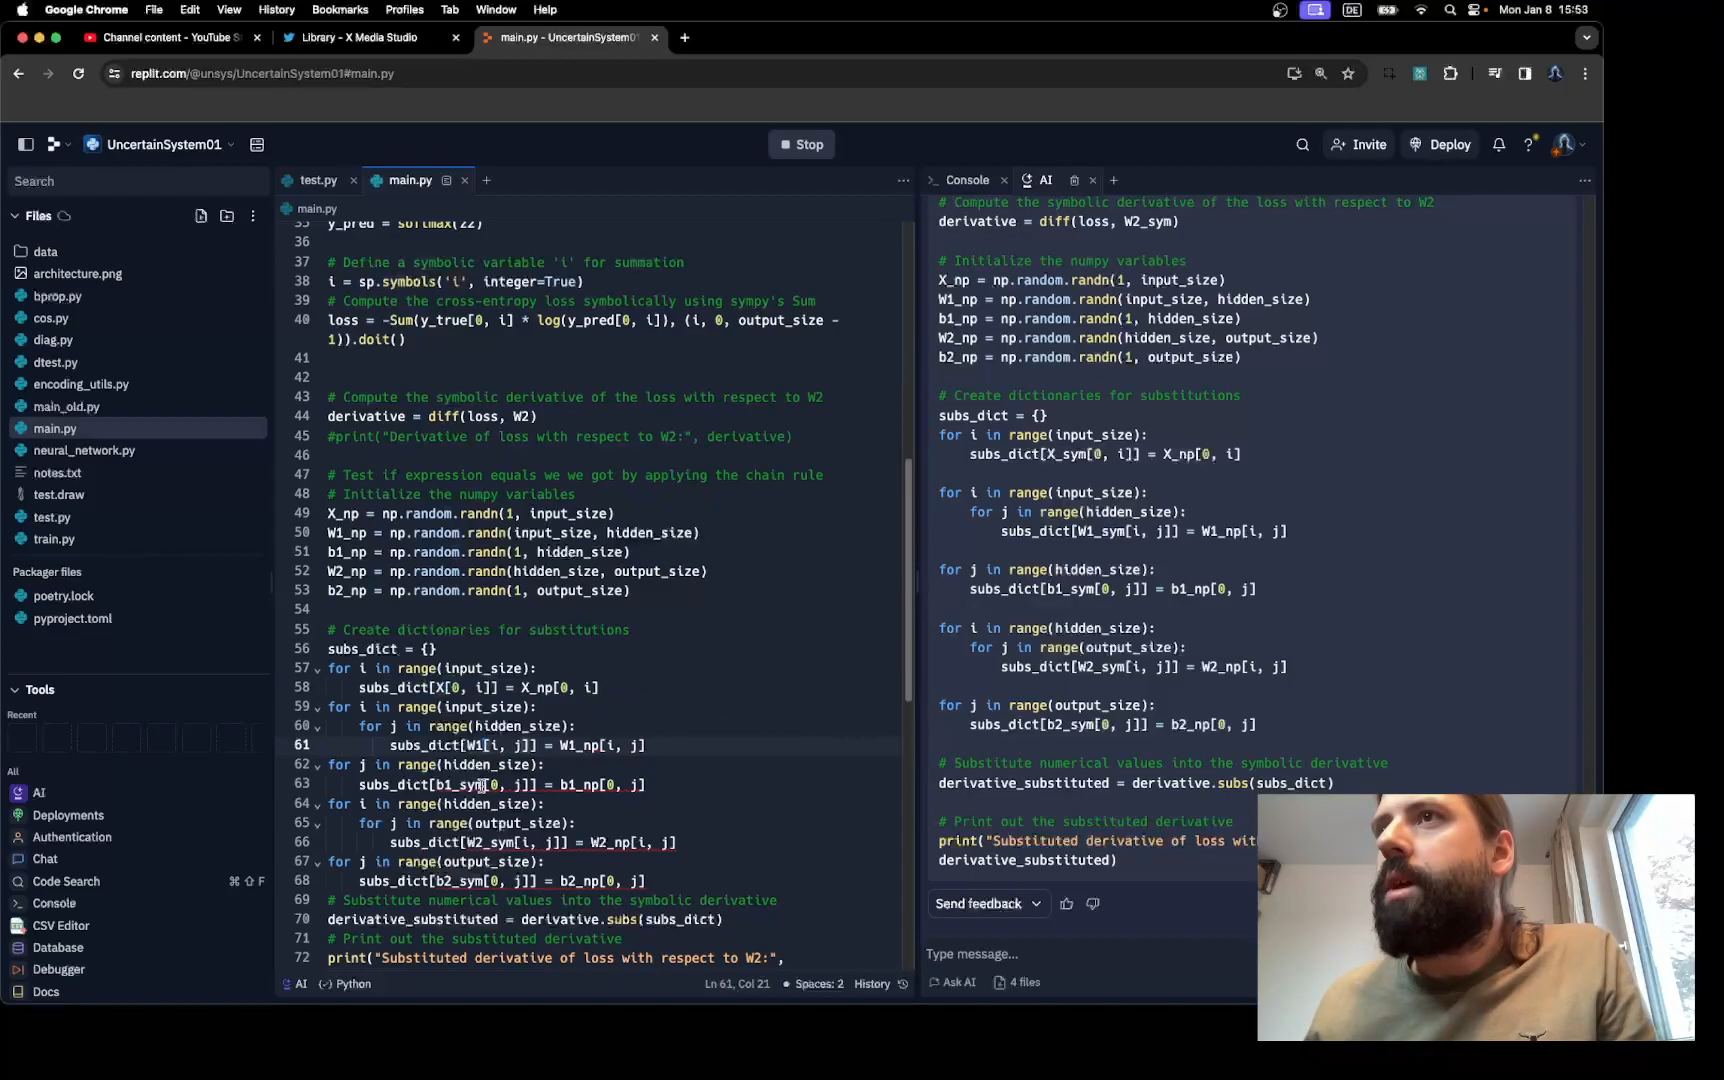 Google Chrome File Edit View History Bookmarks Profiles Tab Window Help
DE
Mon Jan 8 15:53
Channel content - YouTube S
Library - X Media Studio
main.py - UncertainSystem01
replit.com/@unsys/UncertainSystem01#main.py
UncertainSystem01
Stop
Invite
Deploy
Search
Files
data
architecture.png
bprop.py
cos.py
diag.py
dtest.py
encoding_utils.py
main_old.py
main.py
neural_network.py
notes.txt
test.draw
test.py
train.py
Packager files
poetry.lock
pyproject.toml
Tools
Recent
All
AI
Deployments
Authentication
Chat
Code Search ⌘ ⇧ F
Console
CSV Editor
Database
Debugger
Docs
test.py
main.py
main.py
35 y_pred = softmax(z2)
36
37 # Define a symbolic variable 'i' for summation
38 i = sp.symbols('i', integer=True)
39 # Compute the cross-entropy loss symbolically using sympy's Sum
40 loss = -Sum(y_true[0, i] * log(y_pred[0, i]), (i, 0, output_size -
1)).doit()
41
42
43 # Compute the symbolic derivative of the loss with respect to W2
44 derivative = diff(loss, W2)
45 #print("Derivative of loss with respect to W2:", derivative)
46
47 # Test if expression equals we we got by applying the chain rule
48 # Initialize the numpy variables
49 X_np = np.random.randn(1, input_size)
50 W1_np = np.random.randn(input_size, hidden_size)
51 b1_np = np.random.randn(1, hidden_size)
52 W2_np = np.random.randn(hidden_size, output_size)
53 b2_np = np.random.randn(1, output_size)
54
55 # Create dictionaries for substitutions
56 subs_dict = {}
57 for i in range(input_size):
58 subs_dict[X[0, i]] = X_np[0, i]
59 for i in range(input_size):
60 for j in range(hidden_size):
61 subs_dict[W1[i, j]] = W1_np[i, j]
62 for j in range(hidden_size):
63 subs_dict[b1_sym[0, j]] = b1_np[0, j]
64 for i in range(hidden_size):
65 for j in range(output_size):
66 subs_dict[W2_sym[i, j]] = W2_np[i, j]
67 for j in range(output_size):
68 subs_dict[b2_sym[0, j]] = b2_np[0, j]
69 # Substitute numerical values into the symbolic derivative
70 derivative_substituted = derivative.subs(subs_dict)
71 # Print out the substituted derivative
72 print("Substituted derivative of loss with respect to W2:",
AI
Python
Ln 61, Col 21
Spaces: 2
History
Console
AI
# Compute the symbolic derivative of the loss with respect to W2
derivative = diff(loss, W2_sym)
# Initialize the numpy variables
X_np = np.random.randn(1, input_size)
W1_np = np.random.randn(input_size, hidden_size)
b1_np = np.random.randn(1, hidden_size)
W2_np = np.random.randn(hidden_size, output_size)
b2_np = np.random.randn(1, output_size)
# Create dictionaries for substitutions
subs_dict = {}
for i in range(input_size):
subs_dict[X_sym[0, i]] = X_np[0, i]
for i in range(input_size):
for j in range(hidden_size):
subs_dict[W1_sym[i, j]] = W1_np[i, j]
for j in range(hidden_size):
subs_dict[b1_sym[0, j]] = b1_np[0, j]
for i in range(hidden_size):
for j in range(output_size):
subs_dict[W2_sym[i, j]] = W2_np[i, j]
for j in range(output_size):
subs_dict[b2_sym[0, j]] = b2_np[0, j]
# Substitute numerical values into the symbolic derivative
derivative_substituted = derivative.subs(subs_dict)
# Print out the substituted derivative
print("Substituted derivative of loss wit
derivative_substituted)
Send feedback
Type message...
Ask AI
4 files